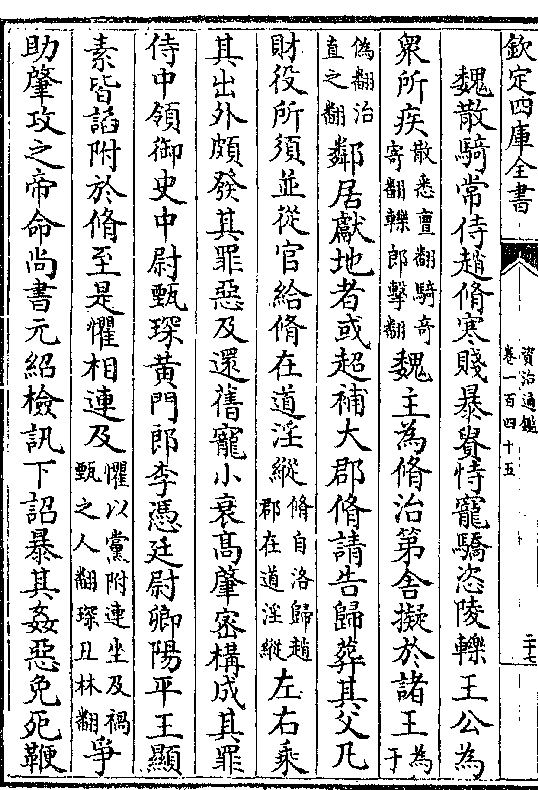 欽定四庫全書
資治通鑑
卷一百四十五
二十七
魏散騎常侍趙脩寒賤暴貴恃寵驕恣陵轢王公為
衆所疾散悉亶翻騎奇寄翻轢郎擊翻魏主為脩治第舍擬於諸王為于
偽翻治直之翻鄰居獻地者或超補大郡脩請告歸葬其父凡
財役所須並從官給脩在道淫縱脩自洛歸趙郡在道淫縱左右乘
其出外頗發其罪惡及還舊寵小衰髙肇宻構成其罪
侍中領御史中尉甄琛黄門郎李憑廷尉卿陽平王顯
素皆諂附於脩至是懼相連及懼以黨附連坐及禍甄之人翻琛丑林翻爭
助肇攻之帝命尚書元紹檢訊下詔暴其姦惡免死鞭